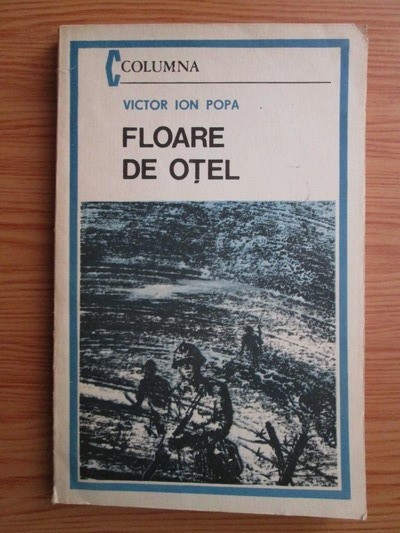 COLUMNA
VICTOR ION POPA
FLOARE
DE OȚEL